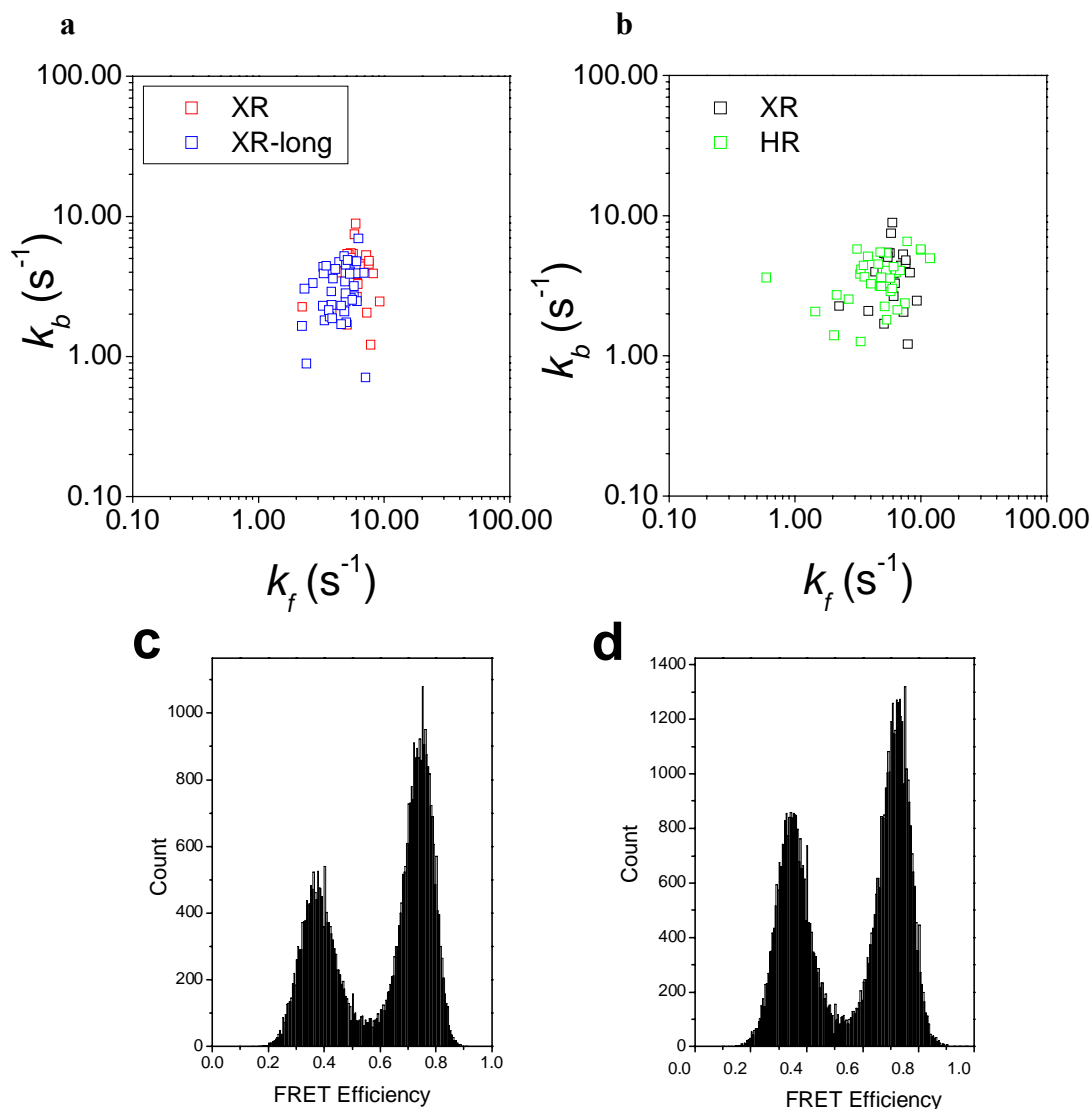 a
100.00
10.00
1.00
0.10
k_b (s^-1)
XR
XR-long
0.10 1.00 10.00 100.00
k_f (s^-1)
b
100.00
10.00
1.00
0.10
k_b (s^-1)
XR
HR
0.10 1.00 10.00 100.00
k_f (s^-1)
c
1000
800
600
400
200
0
Count
0.0 0.2 0.4 0.6 0.8 1.0
FRET Efficiency
d
1400
1300
1200
1000
800
600
400
200
0
Count
0.0 0.2 0.4 0.6 0.8 1.0
FRET Efficiency